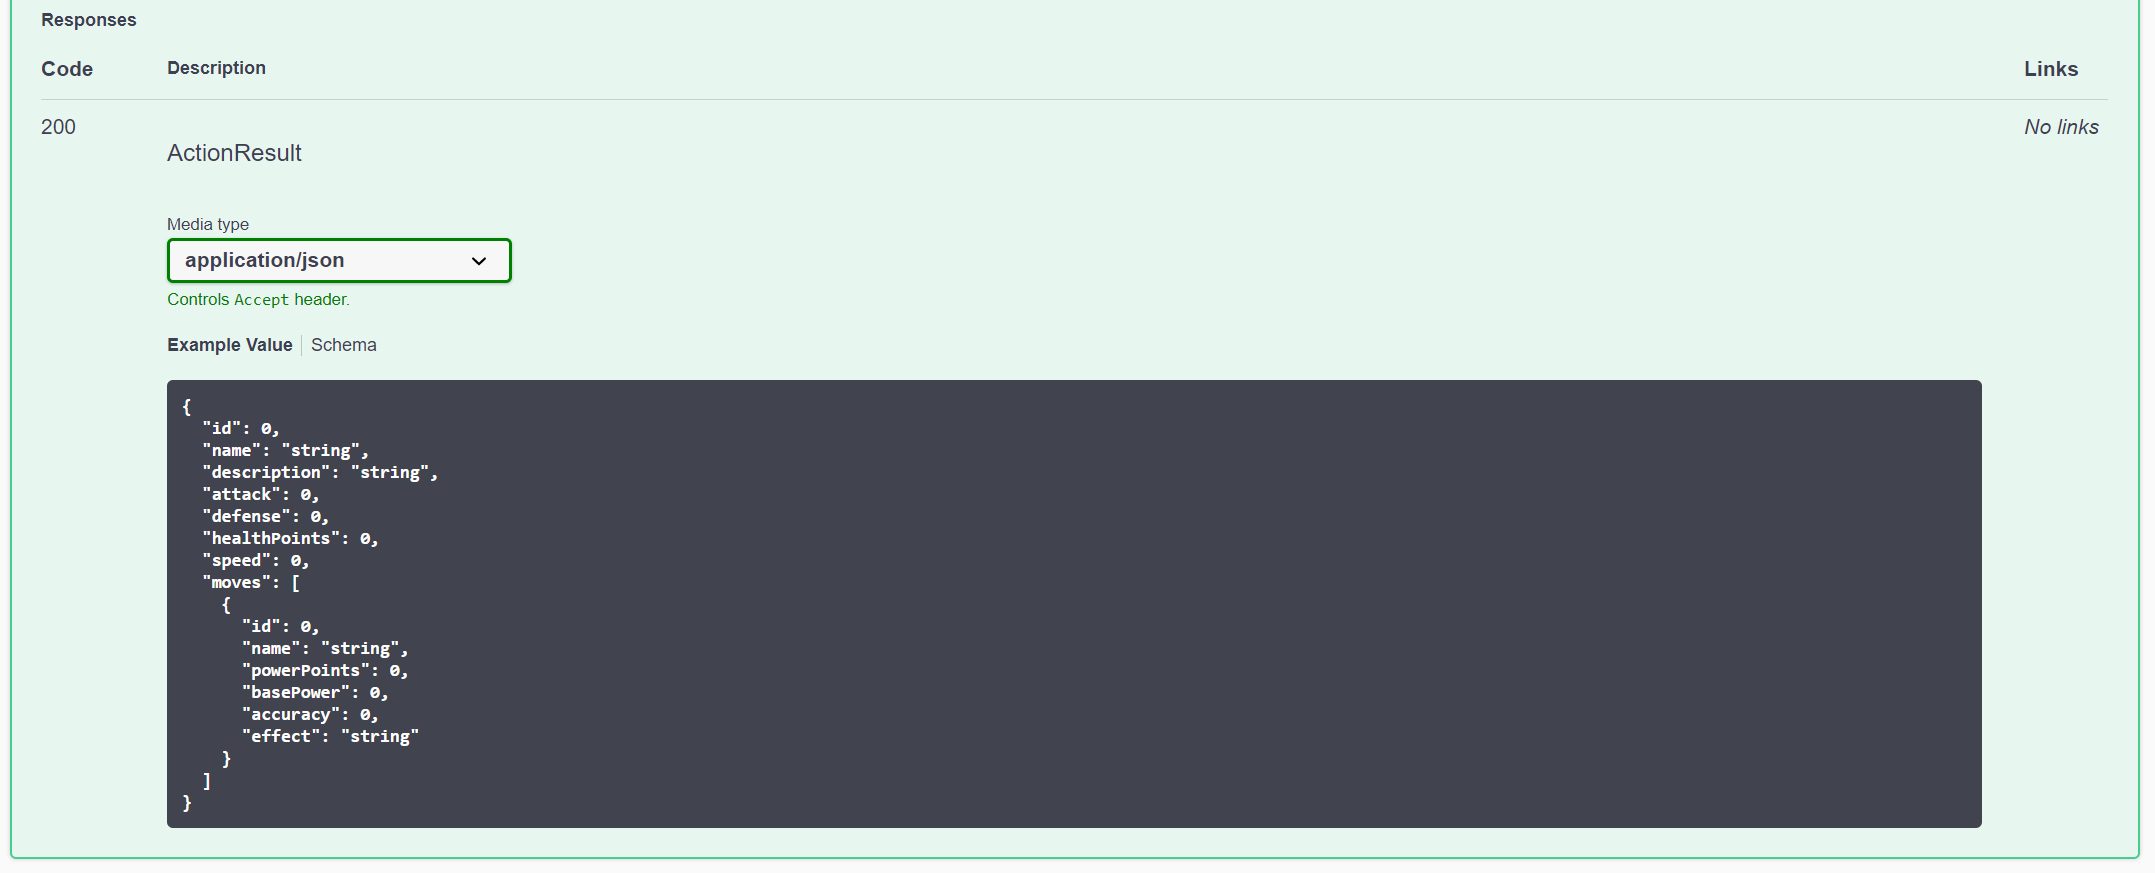 Responses
Code Description Links
200 No links
ActionResult
Media type
application/json
Controls Accept header.
Example Value Schema
{
  "id": 0,
  "name": "string",
  "description": "string",
  "attack": 0,
  "defense": 0,
  "healthPoints": 0,
  "speed": 0,
  "moves": [
    {
      "id": 0,
      "name": "string",
      "powerPoints": 0,
      "basePower": 0,
      "accuracy": 0,
      "effect": "string"
    }
  ]
}